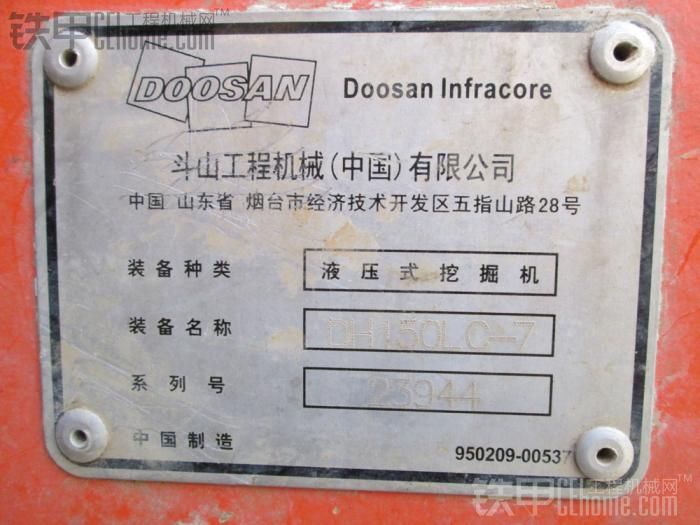 铁甲工程机械网
CEhome.com
DOOSAN
Doosan Infracore
斗山工程机械(中国)有限公司
中国 山东省 烟台市经济技术开发区五指山路28号
装备种类 液压式挖掘机
装备名称 DH150LC-7
系列号 23944
中国制造
950209-00537
铁甲工程机械网
CEhome.com